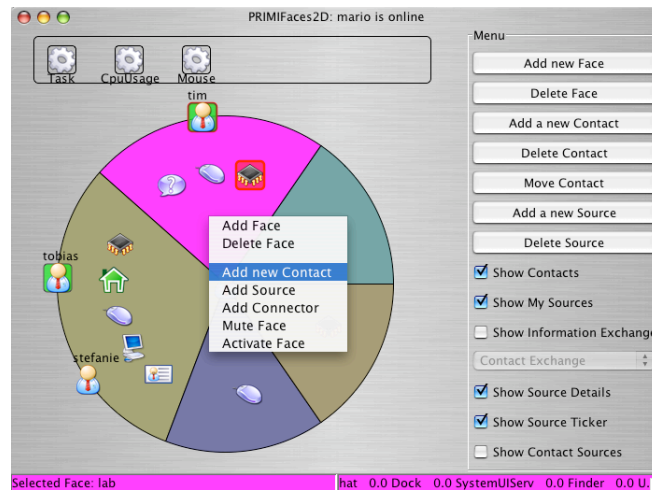 PRIMIFaces2D: mario is online
Task
CpuUsage
Mouse
tim
tobias
stefanie
Add Face
Delete Face
Add new Contact
Add Source
Add Connector
Mute Face
Activate Face
Menu
Add new Face
Delete Face
Add a new Contact
Delete Contact
Move Contact
Add a new Source
Delete Source
Show Contacts
Show My Sources
Show Information Exchange
Contact Exchange
Show Source Details
Show Source Ticker
Show Contact Sources
Selected Face: lab
hat 0.0 Dock 0.0 SystemUIServ 0.0 Finder 0.0 U.